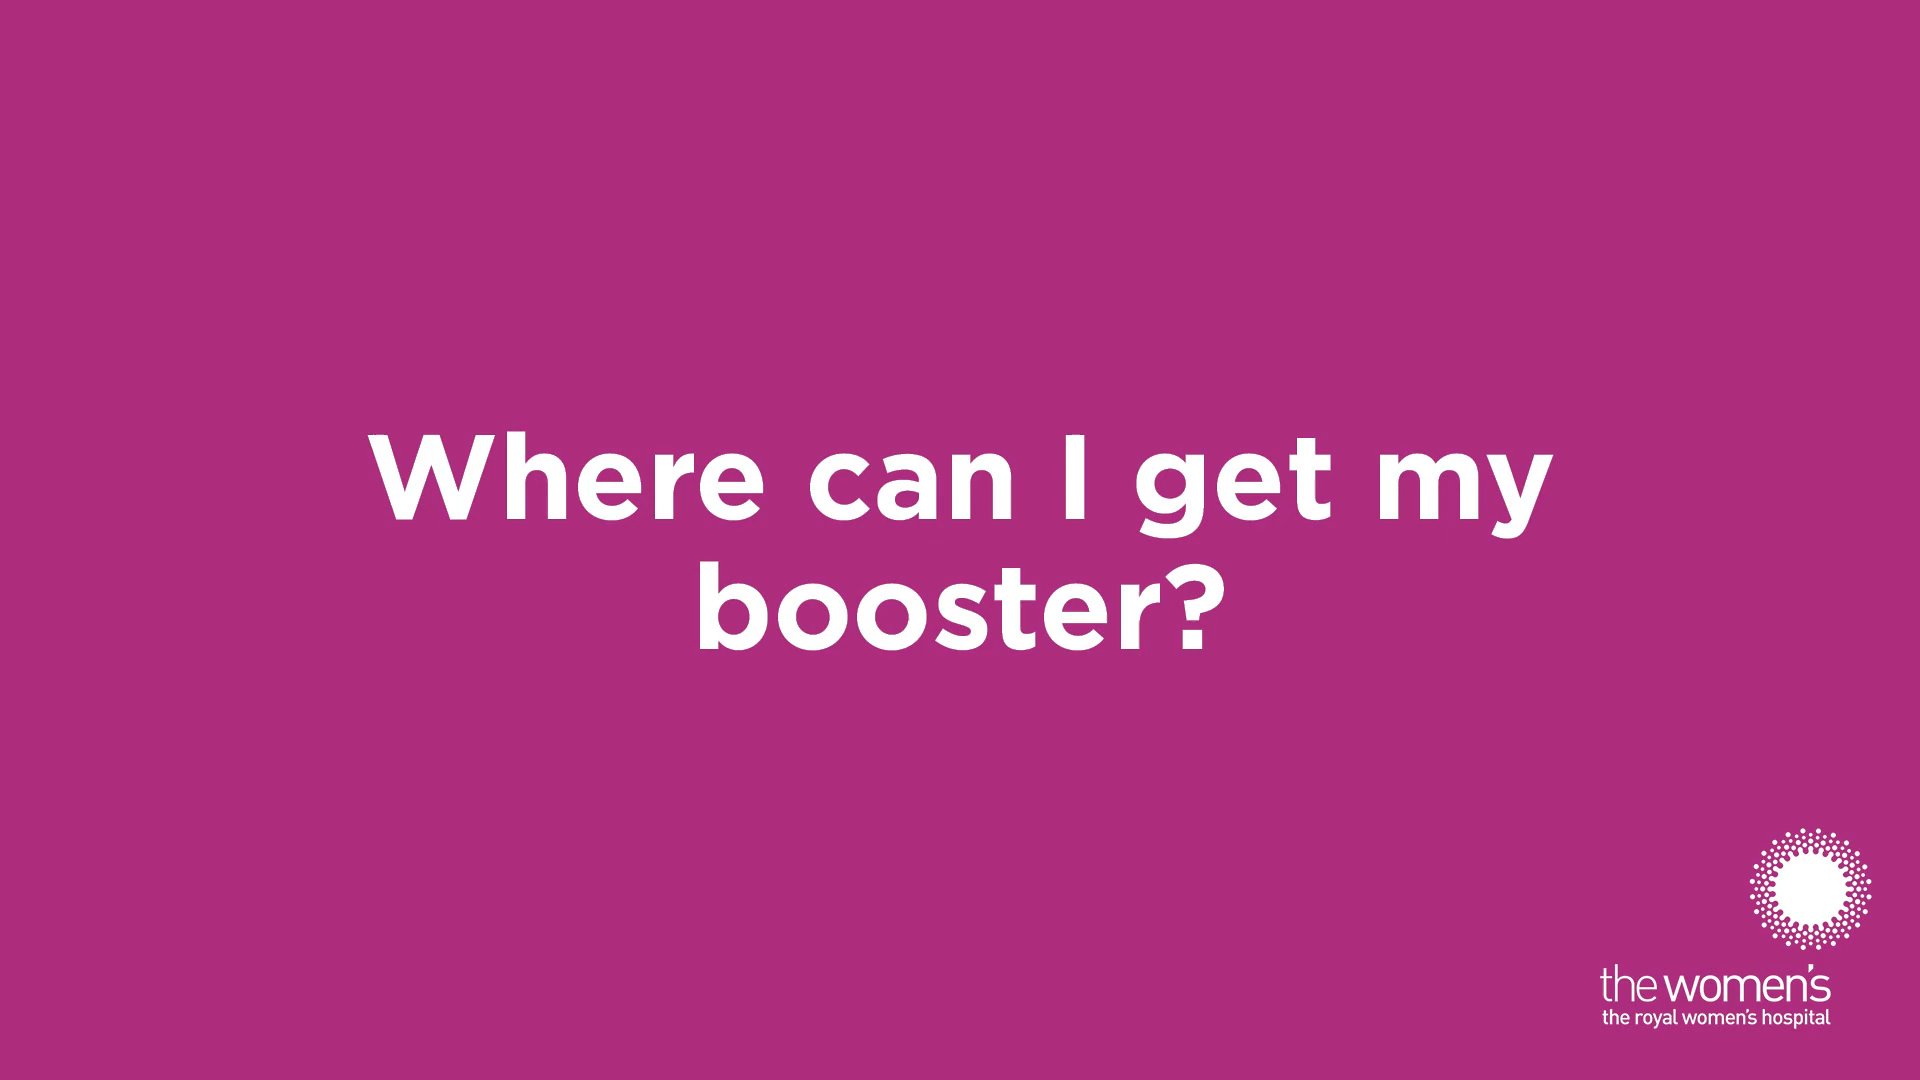 Where can I get my
booster?
the women's
the royal women's hospital